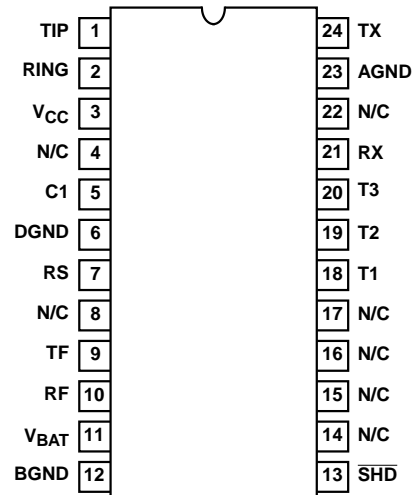 TIP 1 24 TX
RING 2 23 AGND
VCC 3 22 N/C
N/C 4 21 RX
C1 5 20 T3
DGND 6 19 T2
RS 7 18 T1
N/C 8 17 N/C
TF 9 16 N/C
RF 10 15 N/C
VBAT 11 14 N/C
BGND 12 13 S̅H̅D̅